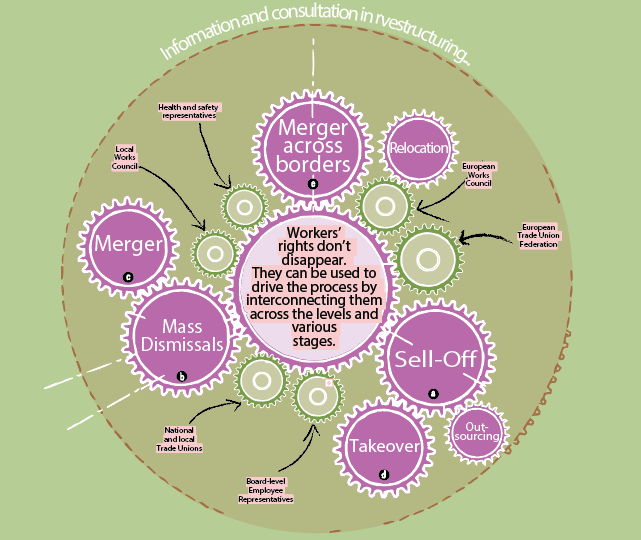 Information and consultation in rvestructuring..
Health and safety
representatives
Local
Works
Council
Merger
across
borders
e
Relocation
European
Works
Council
European
Trade Union
Federation
Merger
c
Workers'
rights don't
disappear.
They can be used to
drive the process by
interconnecting them
across the levels and
various
stages.
Mass
Dismissals
b
Sell-Off
a
Out-
sourcing
Takeover
d
National
and local
Trade Unions
Board-level
Employee
Representatives